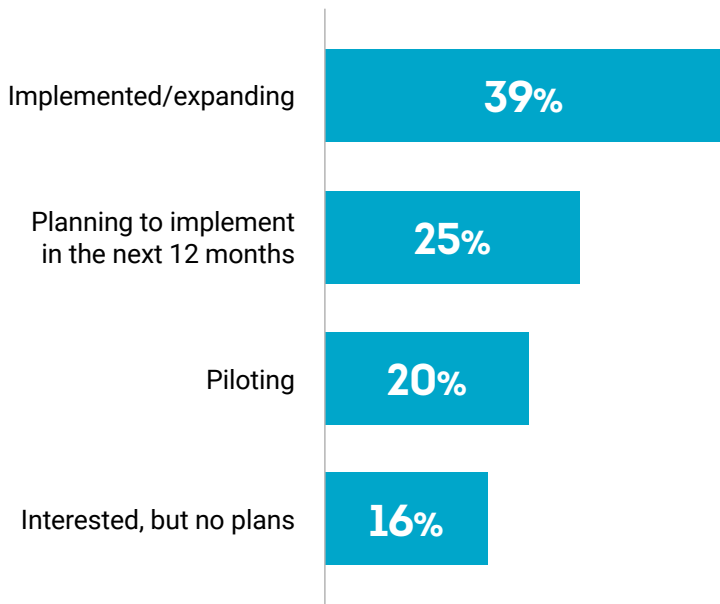 Implemented/expanding
39%
Planning to implement
in the next 12 months
25%
Piloting
20%
Interested, but no plans
16%